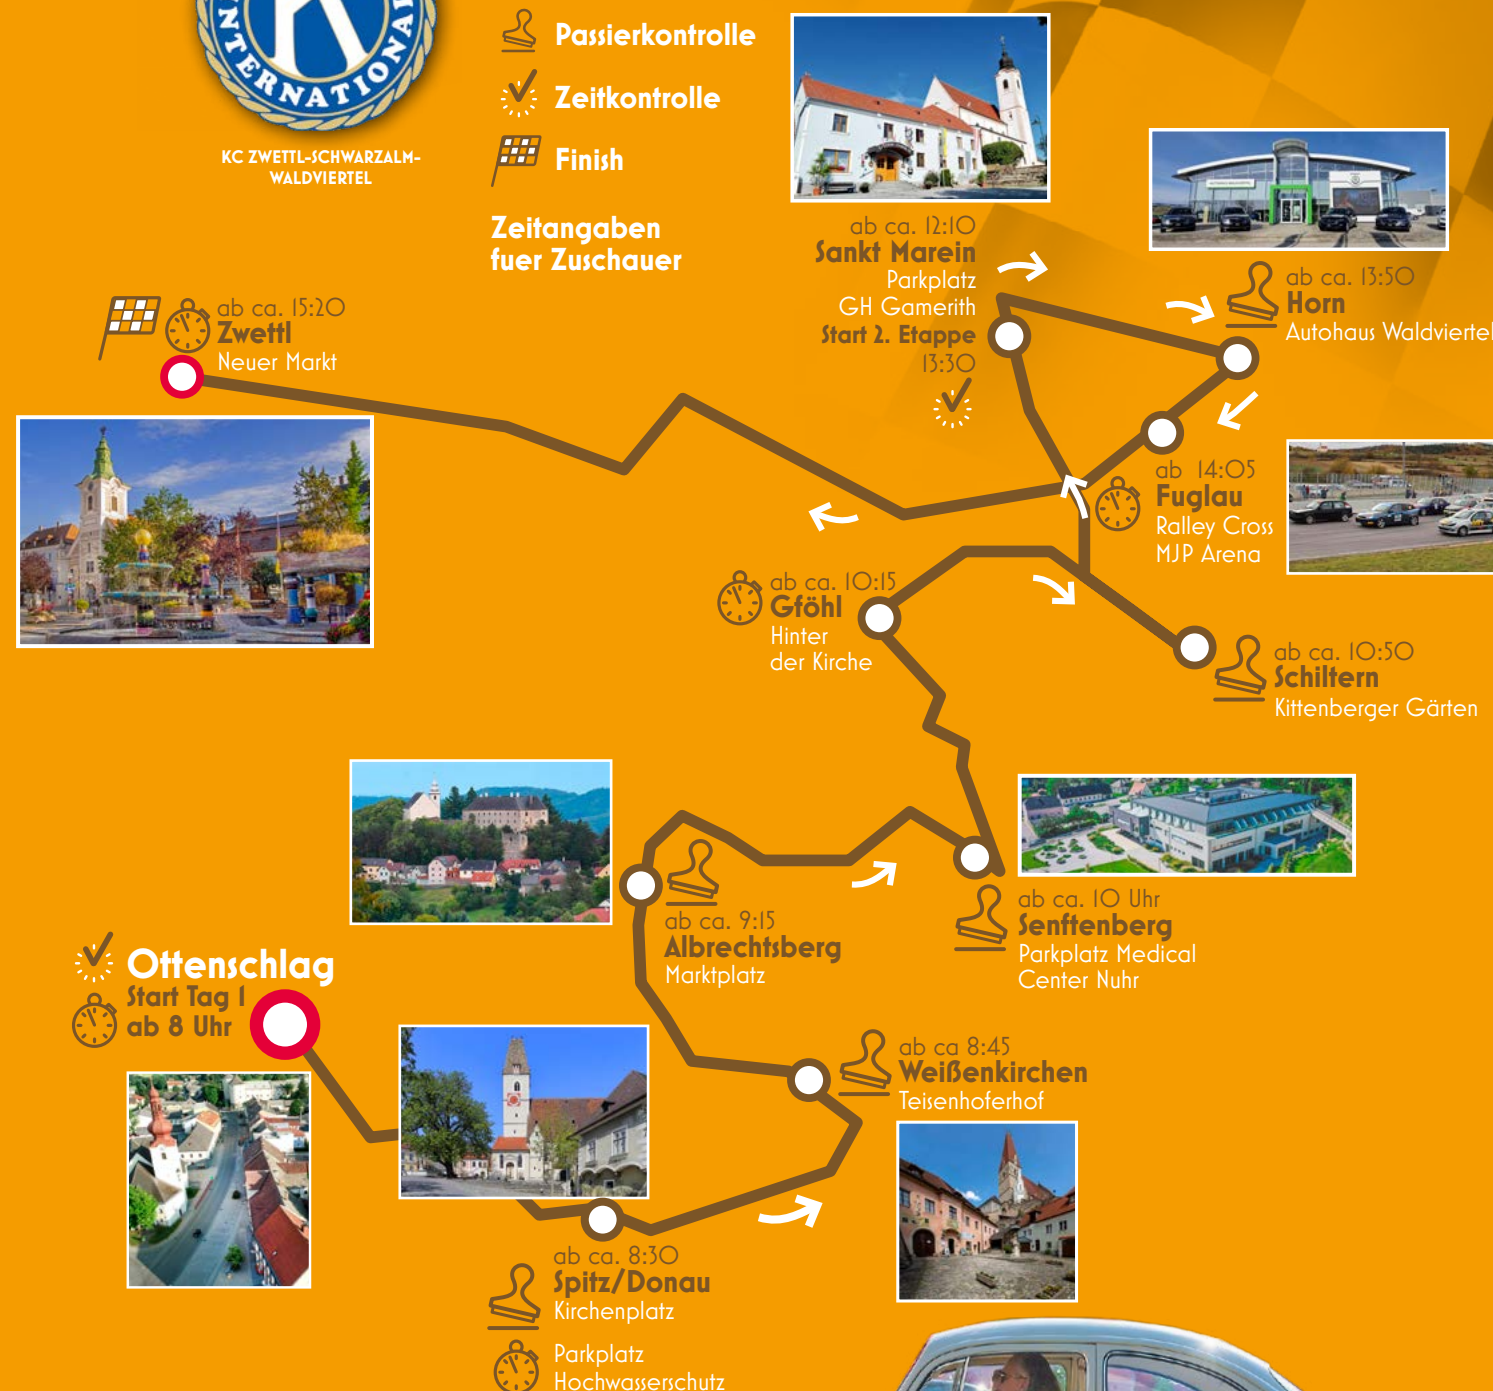 INTERNATIONAL
KC ZWETTL-SCHWARZALM-
WALDVIERTEL
Passierkontrolle
Zeitkontrolle
Finish
Zeitangaben
fuer Zuschauer
ab ca. 12:10
Sankt Marein
Parkplatz
GH Gamerith
Start 2. Etappe
13:30
ab ca. 13:50
Horn
Autohaus Waldviertel
ab ca. 15:20
Zwettl
Neuer Markt
ab 14:05
Fuglau
Ralley Cross
MJP Arena
ab ca. 10:15
Gföhl
Hinter
der Kirche
ab ca. 10:50
Schiltern
Kittenberger Gärten
ab ca. 9:15
Albrechtsberg
Marktplatz
ab ca. 10 Uhr
Senftenberg
Parkplatz Medical
Center Nuhr
Ottenschlag
Start Tag 1
ab 8 Uhr
ab ca 8:45
Weißenkirchen
Teisenhoferhof
ab ca. 8:30
Spitz/Donau
Kirchenplatz
Parkplatz
Hochwasserschutz